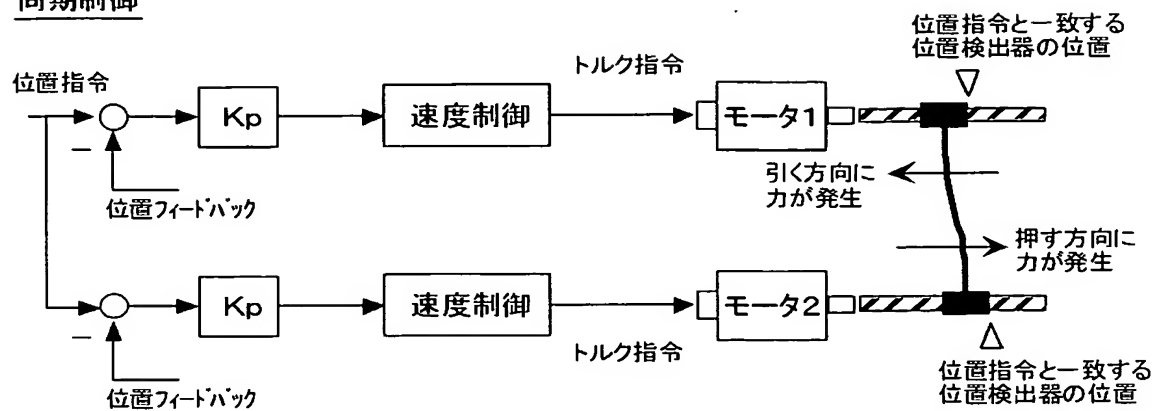 同期制御
位置指令と一致する
位置検出器の位置
トルク指令
位置指令
Kp
速度制御
モータ1
−
引く方向に
力が発生
位置フィードバック
押す方向に
力が発生
Kp
速度制御
モータ2
−
トルク指令
位置指令と一致する
位置検出器の位置
位置フィードバック